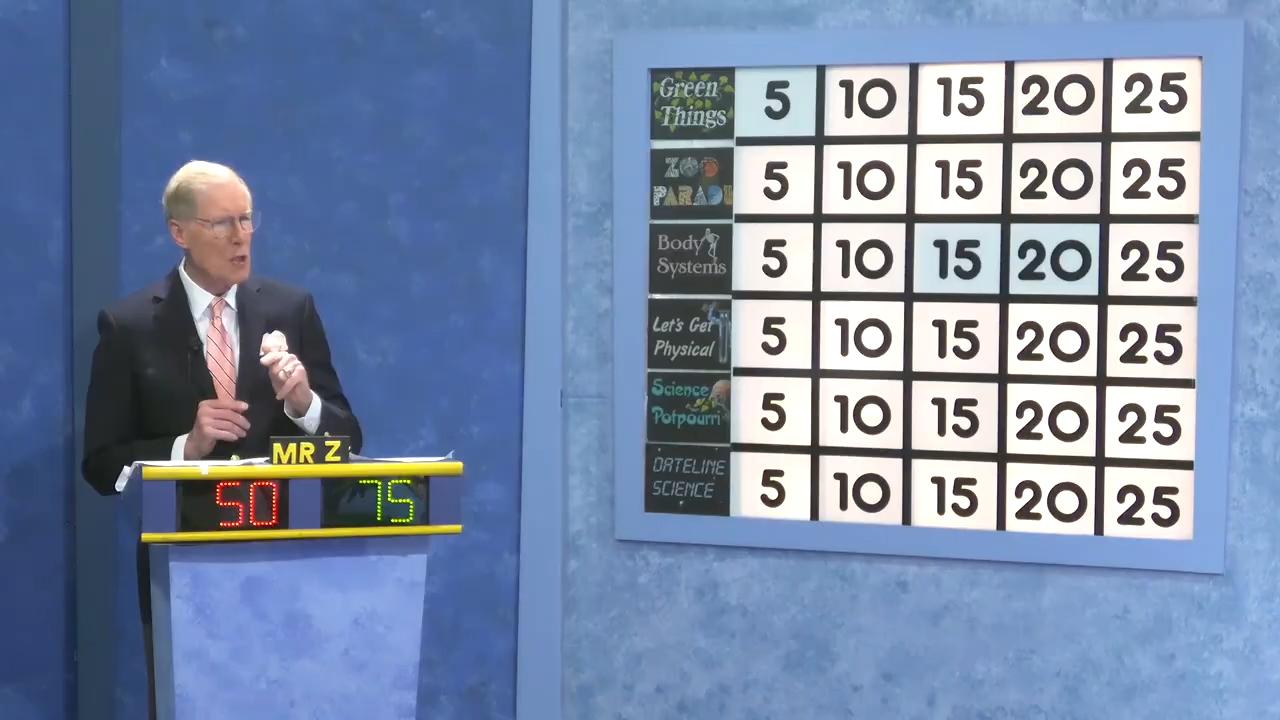 Green Things 5 10 15 20 25
ZOO PARADI 5 10 15 20 25
Body Systems 5 10 15 20 25
Let's Get Physical 5 10 15 20 25
Science Potpourri 5 10 15 20 25
DATELINE SCIENCE 5 10 15 20 25
MR Z
50 75